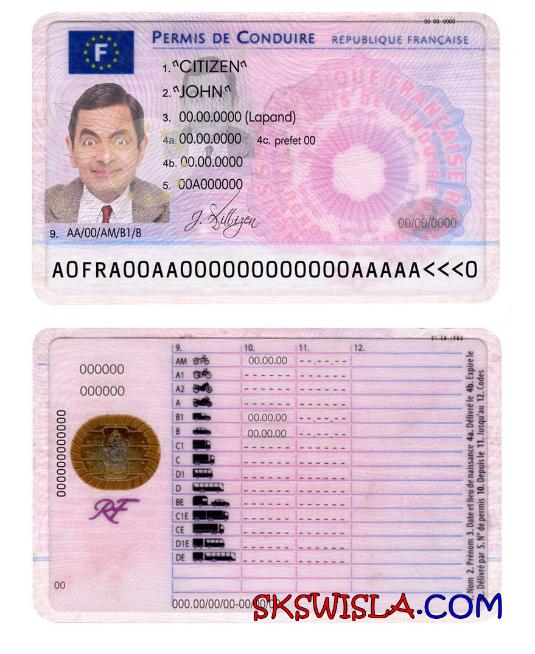 00-00-0000
F PERMIS DE CONDUIRE RÉPUBLIQUE FRANÇAISE
1. "CITIZEN"
2. "JOHN"
3. 00.00.0000 (Lapand)
4a. 00.00.0000 4c. prefet 00
4b. 00.00.0000
5. 00A000000
00/00/0000
9. AA/00/AM/B1/B
A0FRA00AA00000000000000AAAAA<<<0
9. 10. 11. 12.
000000
000000
000000000000
AM 00.00.00
A1
A2
A
B1 00.00.00
B 00.00.00
C1
C
D1
D
BE
C1E
CE
D1E
DE
RF
00
000.00/00/00-00/00/0
Nom 2. Prénom 3. Date et lieu de naissance 4a. Délivré le 4b. Expire le
Délivré par 5. N° de permis 10. Depuis le 11. Jusqu'au 12. Codes
SKSWISLA.COM